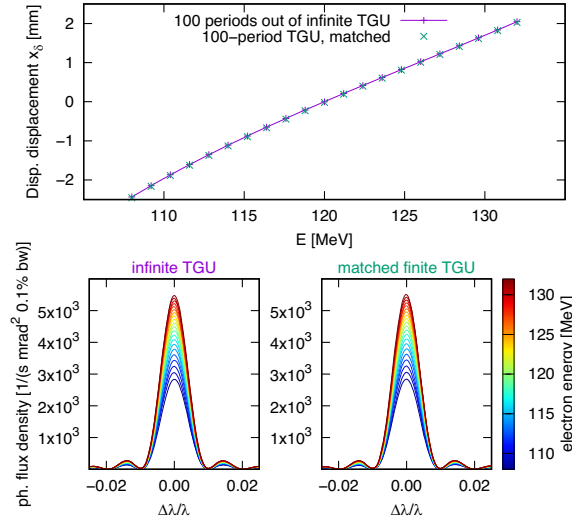 100 periods out of infinite TGU
100−period TGU, matched
Disp. displacement xδ [mm]
2
1
0
-1
-2
110 115 120 125 130
E [MeV]
infinite TGU matched finite TGU
ph. flux density [1/(s mrad² 0.1% bw)]
5x10³ 5x10³
4x10³ 4x10³
3x10³ 3x10³
2x10³ 2x10³
1x10³ 1x10³
-0.02 0.00 0.02 -0.02 0.00 0.02
Δλ/λ Δλ/λ
130
125
120
115
110
electron energy [MeV]